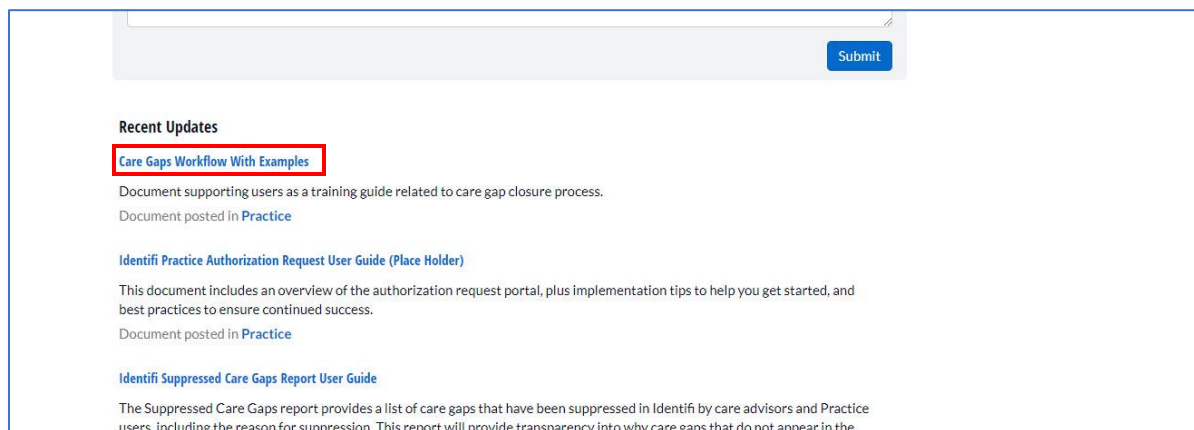 Submit
Recent Updates
Care Gaps Workflow With Examples
Document supporting users as a training guide related to care gap closure process.
Document posted in Practice
Identifi Practice Authorization Request User Guide (Place Holder)
This document includes an overview of the authorization request portal, plus implementation tips to help you get started, and
best practices to ensure continued success.
Document posted in Practice
Identifi Suppressed Care Gaps Report User Guide
The Suppressed Care Gaps report provides a list of care gaps that have been suppressed in Identifi by care advisors and Practice
users, including the reason for suppression. This report will provide transparency into why care gaps that do not appear in the